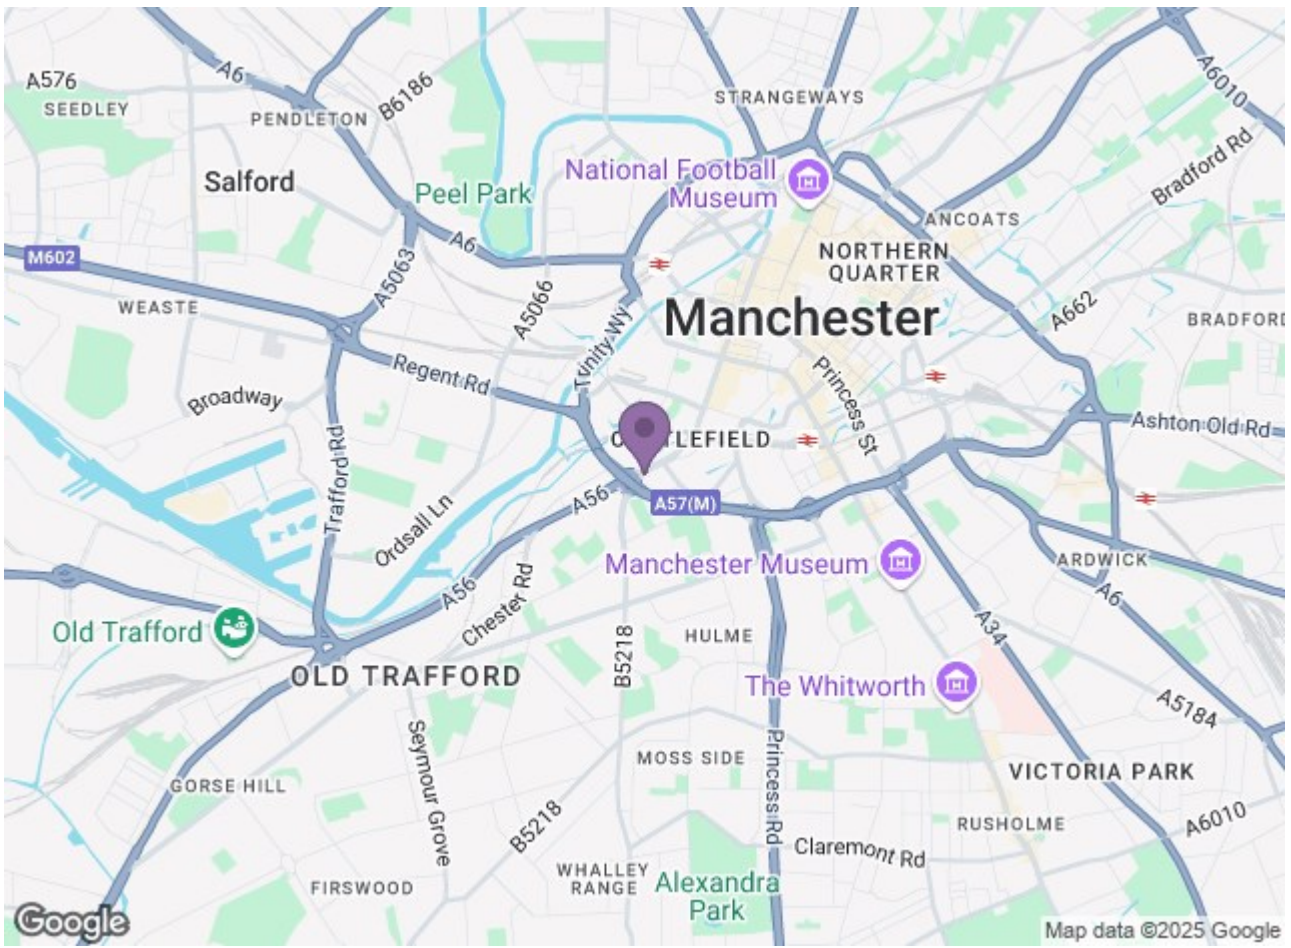 A576
SEEDLEY
A6
PENDLETON
B6186
STRANGEWAYS
A6010
Bradford Rd
Salford
Peel Park
National Football
Museum
ANCOATS
M602
A6
A5063
NORTHERN
QUARTER
WEASTE
A5066
Trinity Wy
Manchester
A662
BRADFORD
Regent Rd
Broadway
Princess St
Ashton Old Rd
Trafford Rd
TLEFIELD
A56
A57(M)
Ordsall Ln
Manchester Museum
ARDWICK
A6
A56
Chester Rd
A34
Old Trafford
B5218
HULME
OLD TRAFFORD
The Whitworth
A5184
Seymour Grove
Princess Rd
MOSS SIDE
VICTORIA PARK
GORSE HILL
B5218
RUSHOLME
A6010
Claremont Rd
FIRSWOOD
WHALLEY
RANGE
Alexandra
Park
Google
Map data ©2025 Google